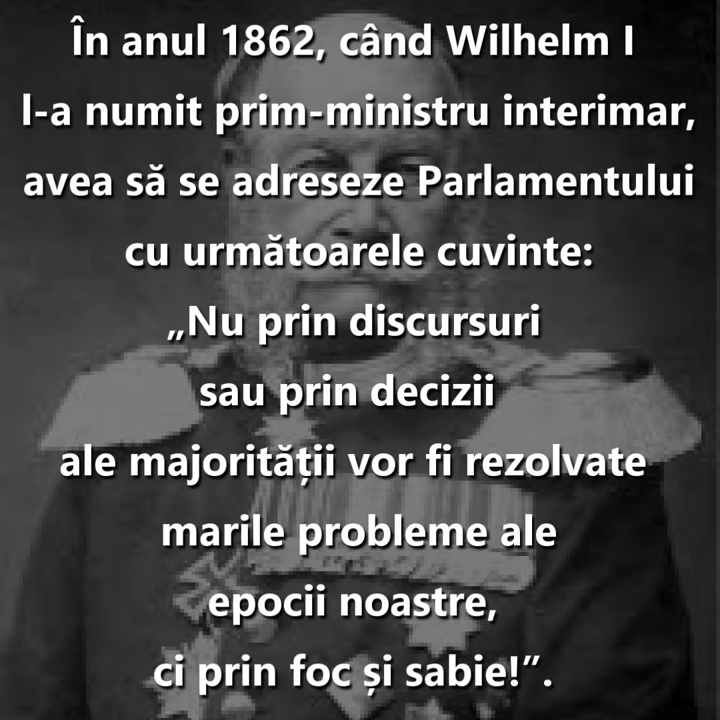 În anul 1862, când Wilhelm I
l-a numit prim-ministru interimar,
avea să se adreseze Parlamentului
cu următoarele cuvinte:
„Nu prin discursuri
sau prin decizii
ale majorității vor fi rezolvate
marile probleme ale
epocii noastre,
ci prin foc și sabie!”.